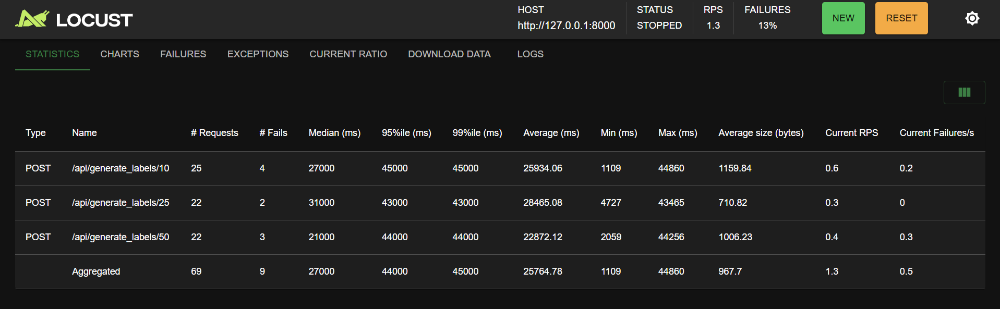 LOCUST
HOST
http://127.0.0.1:8000
STATUS
STOPPED
RPS
1.3
FAILURES
13%
NEW
RESET
STATISTICS CHARTS FAILURES EXCEPTIONS CURRENT RATIO DOWNLOAD DATA LOGS
Type Name # Requests # Fails Median (ms) 95%ile (ms) 99%ile (ms) Average (ms) Min (ms) Max (ms) Average size (bytes) Current RPS Current Failures/s
POST /api/generate_labels/10 25 4 27000 45000 45000 25934.06 1109 44860 1159.84 0.6 0.2
POST /api/generate_labels/25 22 2 31000 43000 43000 28465.08 4727 43465 710.82 0.3 0
POST /api/generate_labels/50 22 3 21000 44000 44000 22872.12 2059 44256 1006.23 0.4 0.3
Aggregated 69 9 27000 44000 45000 25764.78 1109 44860 967.7 1.3 0.5